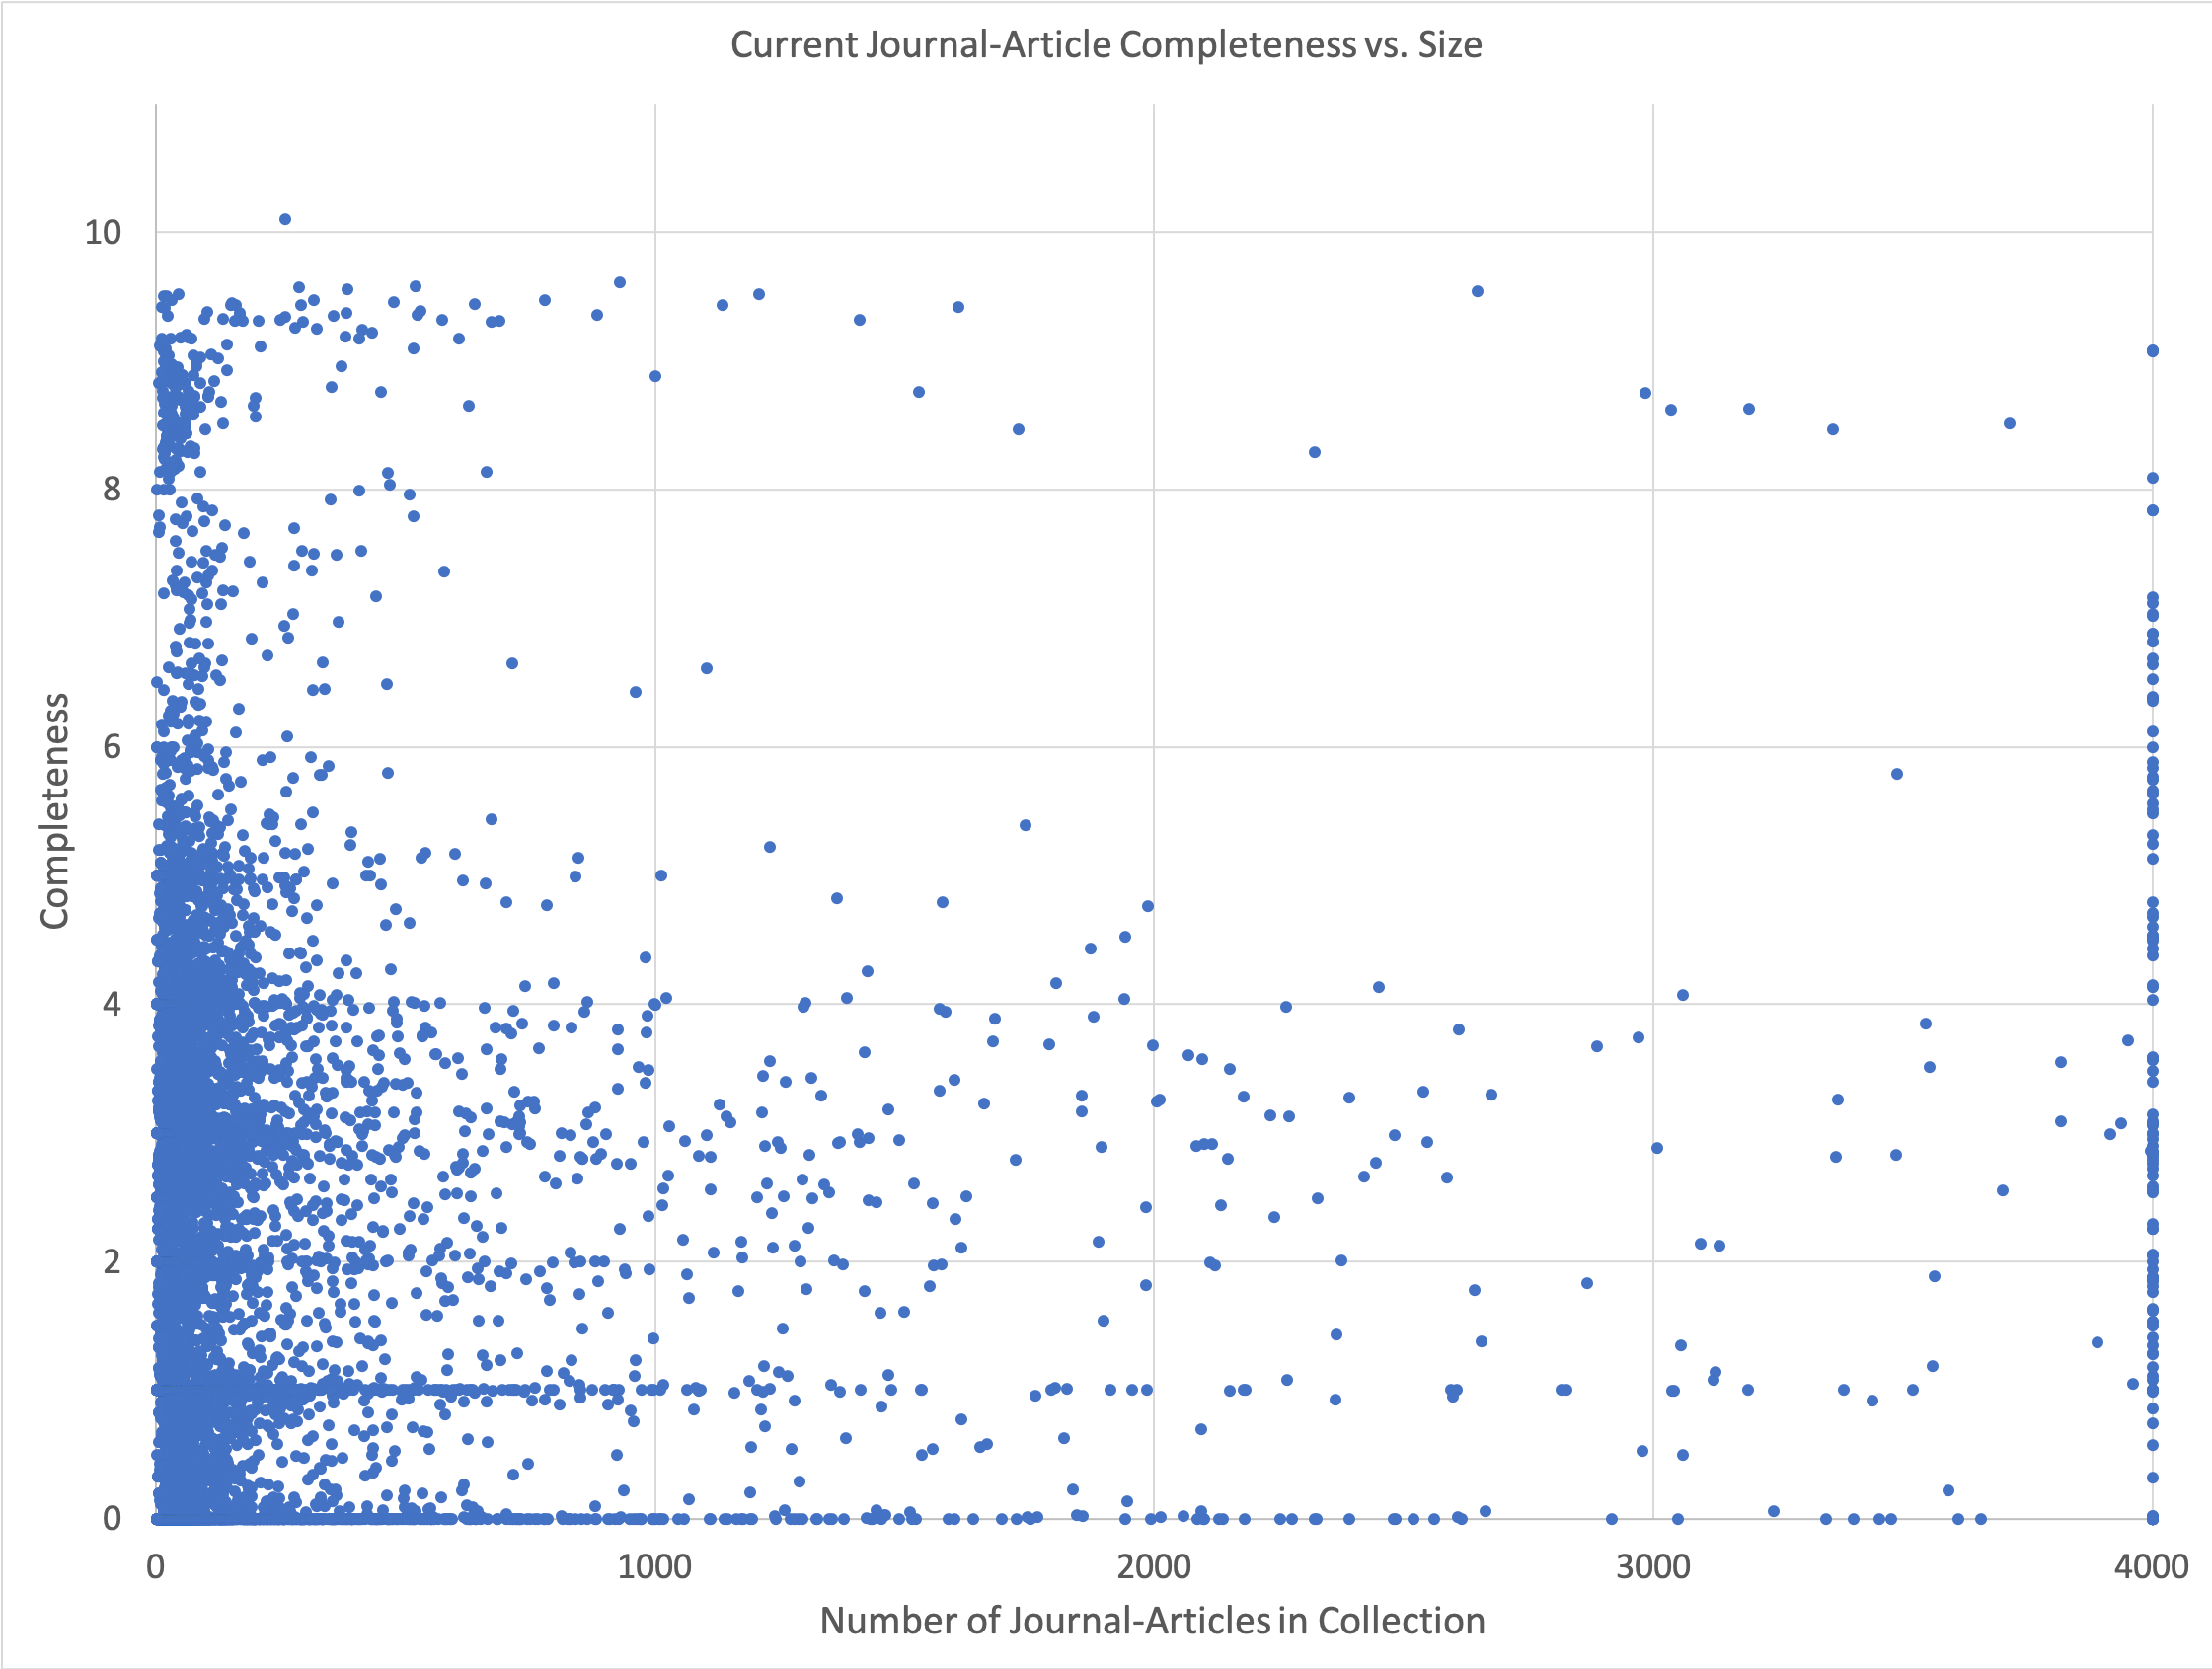 Current Journal-Article Completeness vs. Size
10
8
6
4
2
0
Completeness
0 1000 2000 3000 4000
Number of Journal-Articles in Collection